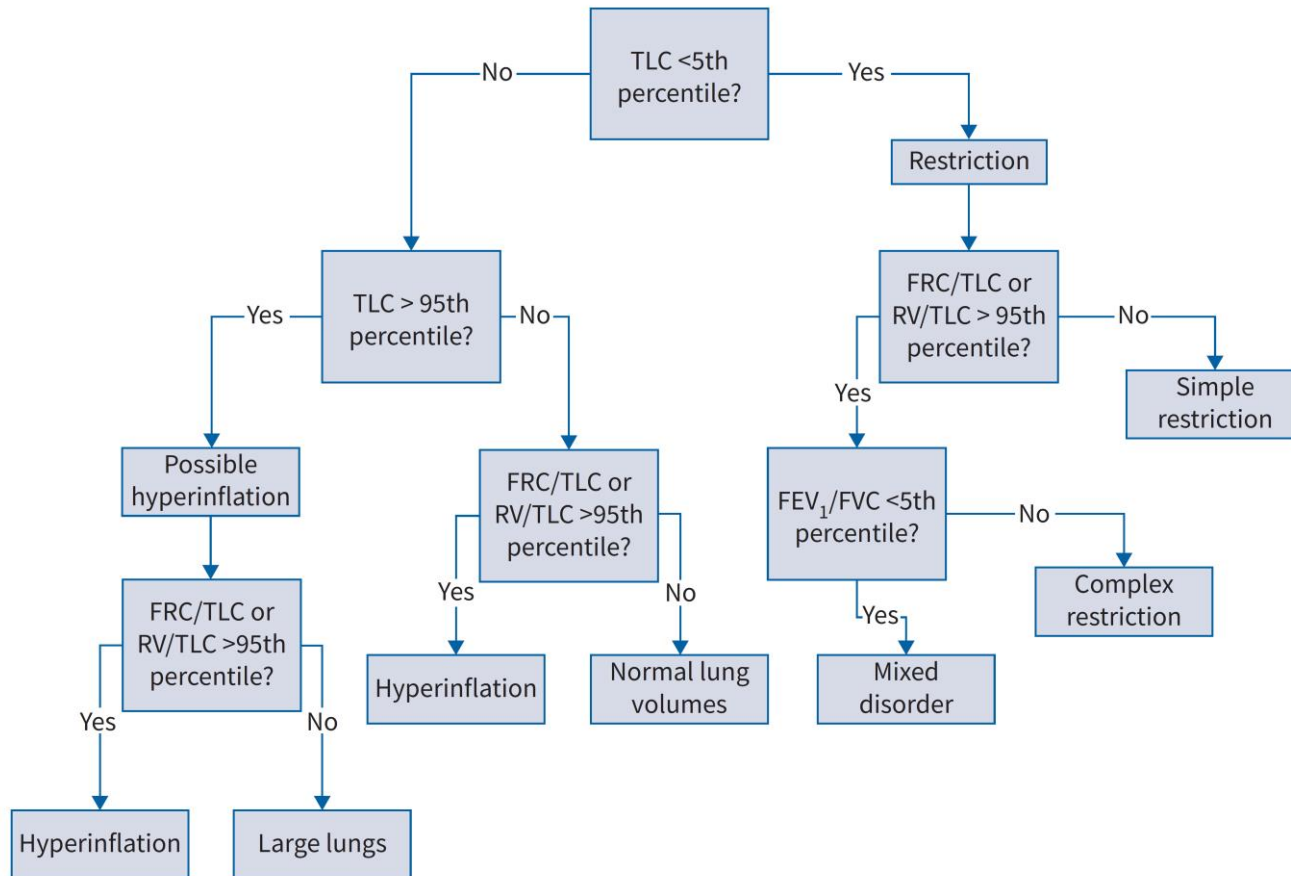 TLC <5th
percentile?
No
Yes
Restriction
TLC > 95th
percentile?
Yes
No
FRC/TLC or
RV/TLC > 95th
percentile?
No
Yes
Simple
restriction
Possible
hyperinflation
FRC/TLC or
RV/TLC >95th
percentile?
Yes
No
FEV₁/FVC <5th
percentile?
No
Yes
Complex
restriction
FRC/TLC or
RV/TLC >95th
percentile?
Yes
No
Hyperinflation
Normal lung
volumes
Mixed
disorder
Hyperinflation
Large lungs